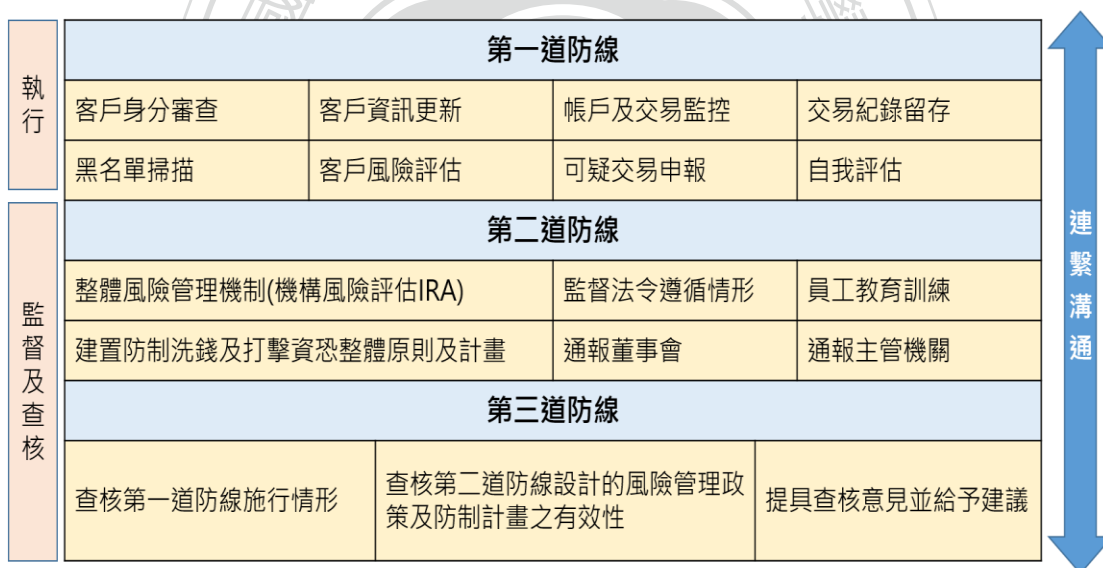 執行
第一道防線
客戶身分審查
客戶資訊更新
帳戶及交易監控
交易紀錄留存
黑名單掃描
客戶風險評估
可疑交易申報
自我評估
監督及查核
第二道防線
整體風險管理機制(機構風險評估IRA)
監督法令遵循情形
員工教育訓練
建置防制洗錢及打擊資恐整體原則及計畫
通報董事會
通報主管機關
第三道防線
查核第一道防線施行情形
查核第二道防線設計的風險管理政
策及防制計畫之有效性
提具查核意見並給予建議
連繫溝通